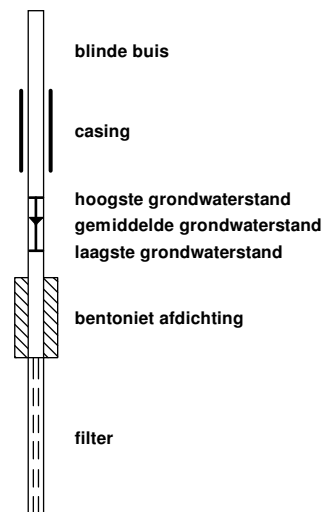 blinde buis
casing
hoogste grondwaterstand
gemiddelde grondwaterstand
laagste grondwaterstand
bentoniet afdichting
filter